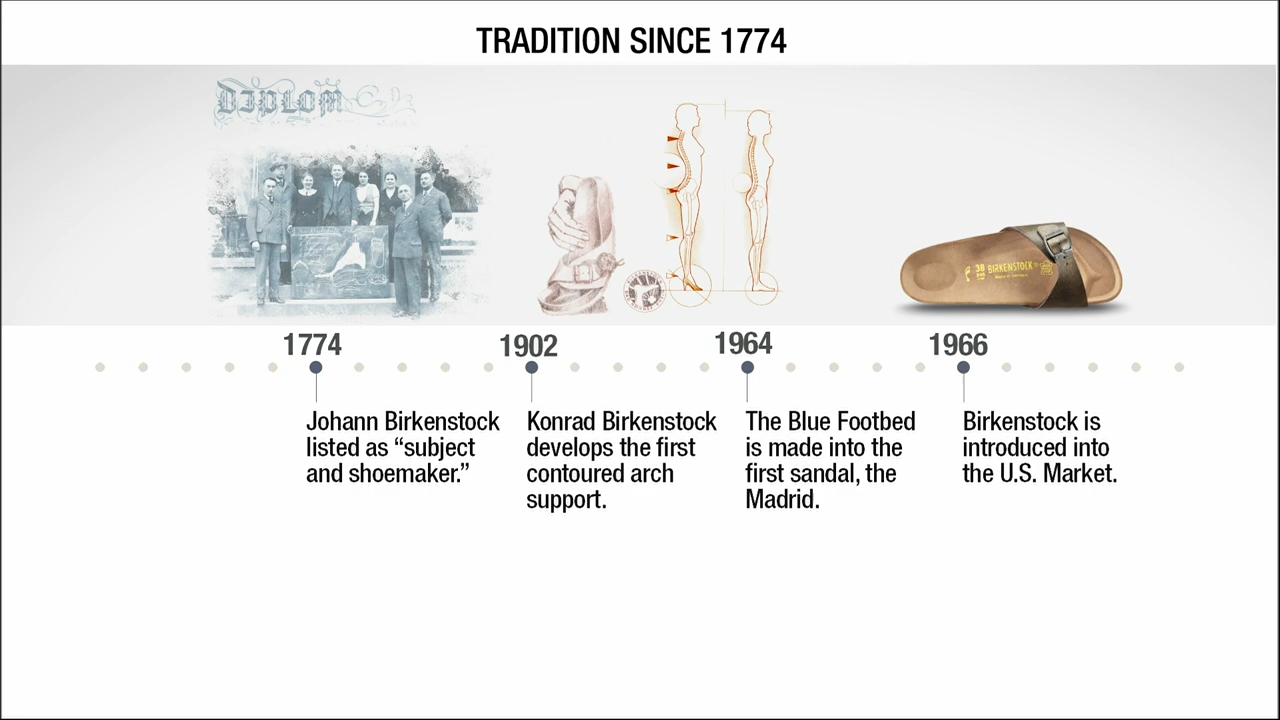 TRADITION SINCE 1774
Diplom
38
BIRKENSTOCK
1774
1902
1964
1966
Johann Birkenstock
listed as “subject
and shoemaker.”
Konrad Birkenstock
develops the first
contoured arch
support.
The Blue Footbed
is made into the
first sandal, the
Madrid.
Birkenstock is
introduced into
the U.S. Market.